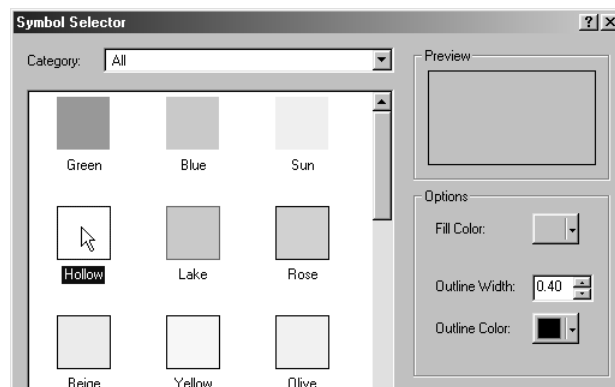 Symbol Selector
Category: All
Preview
Green Blue Sun
Options
Fill Color:
Hollow Lake Rose
Outline Width: 0.40
Outline Color:
Beige Yellow Olive